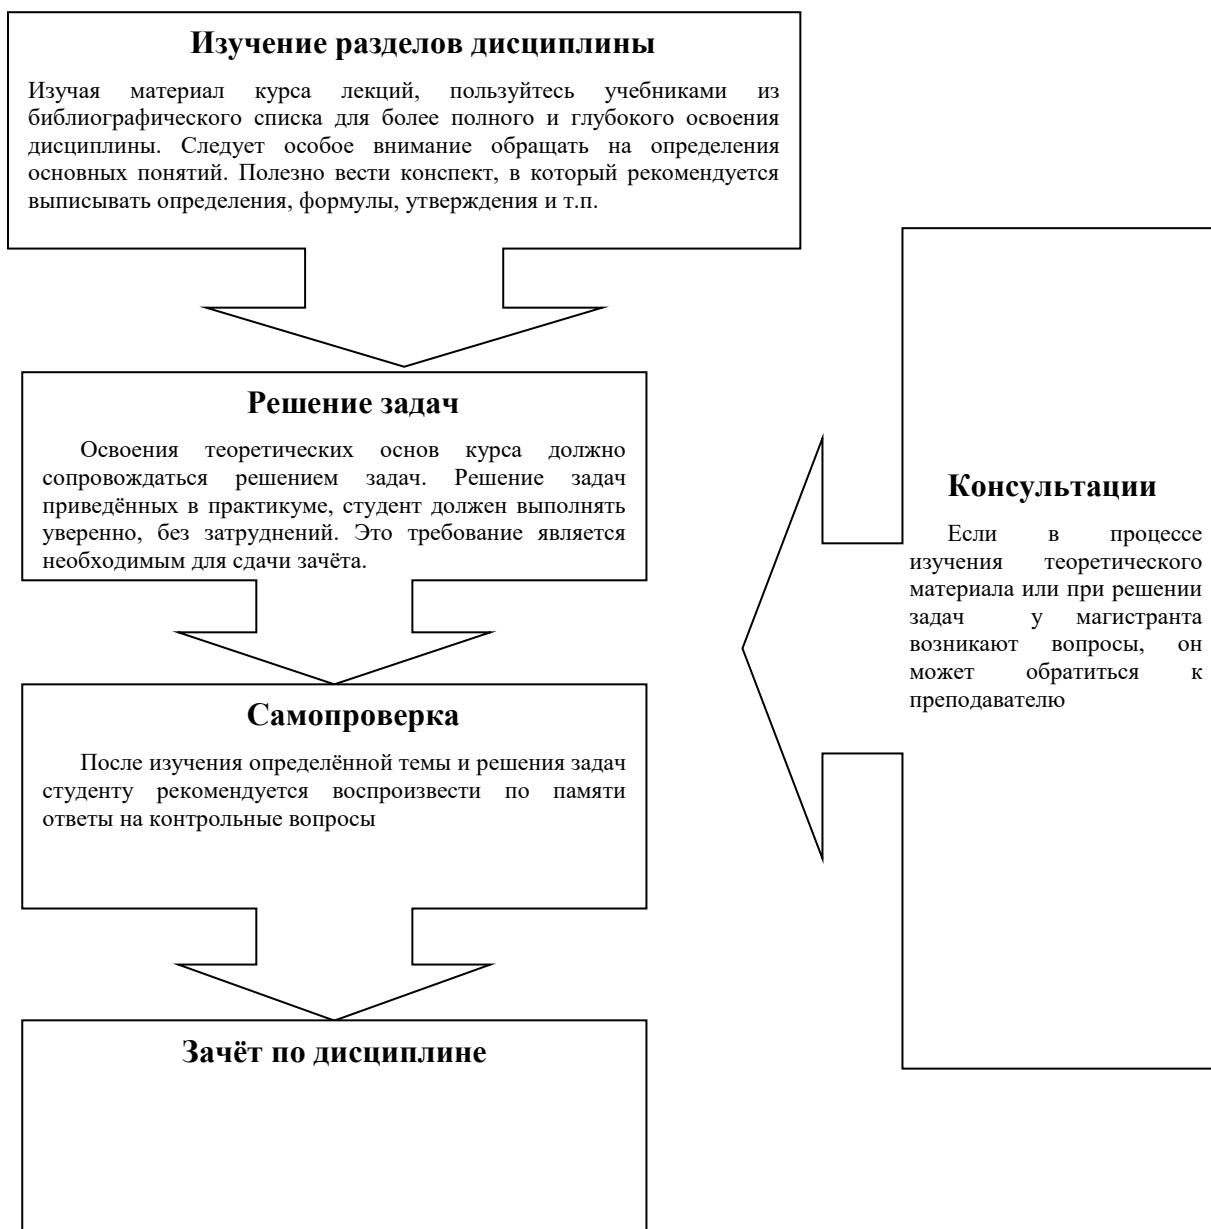 Изучение разделов дисциплины
Изучая материал курса лекций, пользуйтесь учебниками из
библиографического списка для более полного и глубокого освоения
дисциплины. Следует особое внимание обращать на определения
основных понятий. Полезно вести конспект, в который рекомендуется
выписывать определения, формулы, утверждения и т.п.
Решение задач
Освоения теоретических основ курса должно
сопровождаться решением задач. Решение задач
приведённых в практикуме, студент должен выполнять
уверенно, без затруднений. Это требование является
необходимым для сдачи зачёта.
Самопроверка
После изучения определённой темы и решения задач
студенту рекомендуется воспроизвести по памяти
ответы на контрольные вопросы
Зачёт по дисциплине
Консультации
Если в процессе
изучения теоретического
материала или при решении
задач у магистранта
возникают вопросы, он
может обратиться к
преподавателю